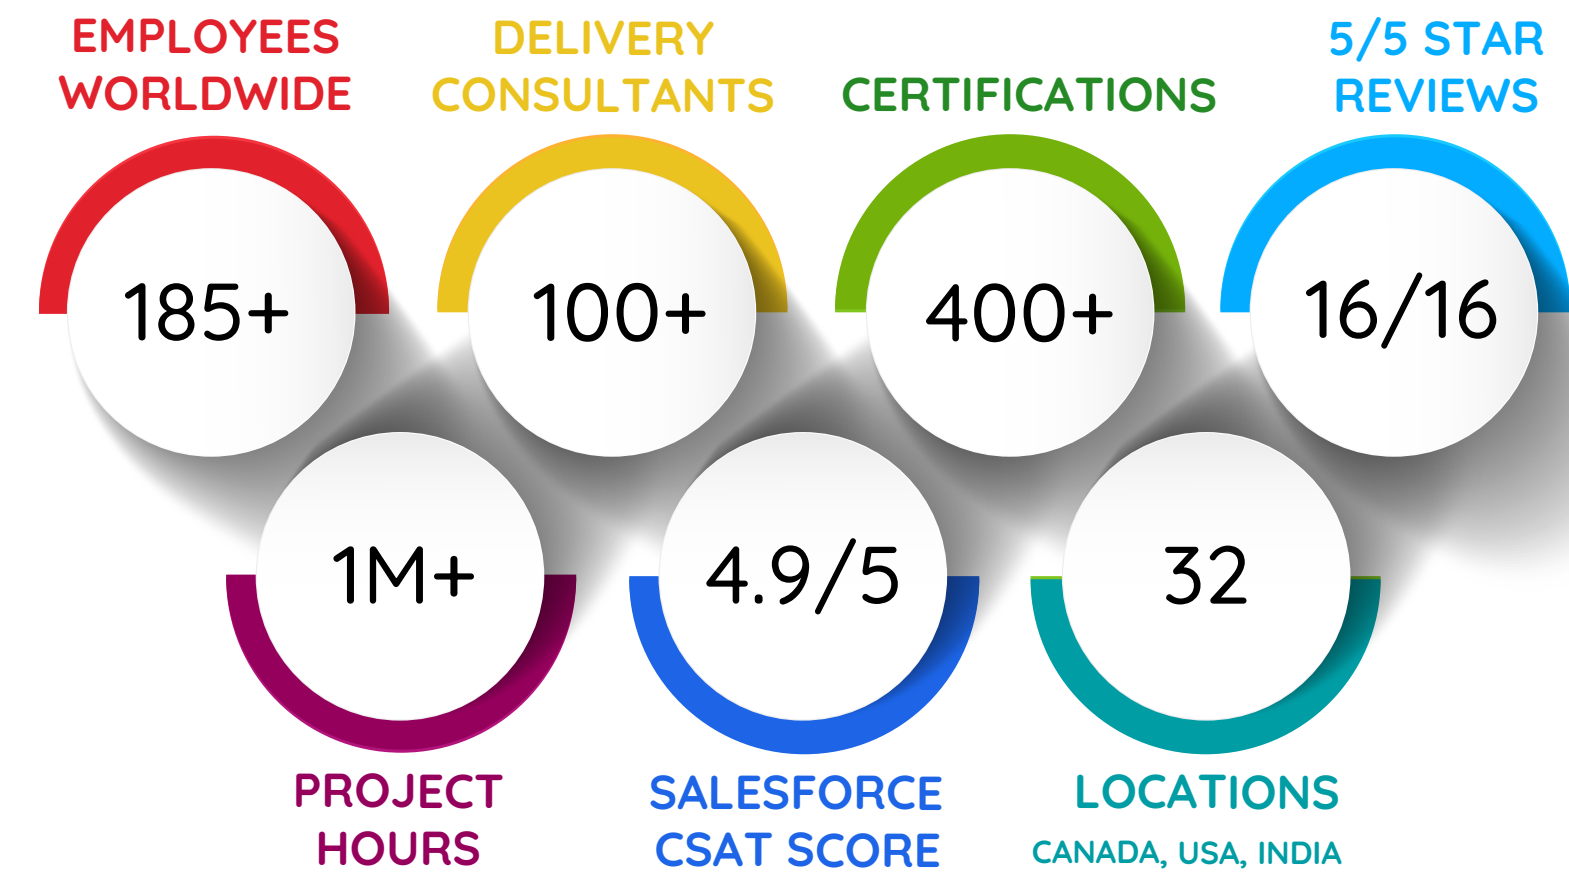 EMPLOYEES
WORLDWIDE
185+
DELIVERY
CONSULTANTS
100+
CERTIFICATIONS
400+
5/5 STAR
REVIEWS
16/16
1M+
PROJECT
HOURS
4.9/5
SALESFORCE
CSAT SCORE
32
LOCATIONS
CANADA, USA, INDIA